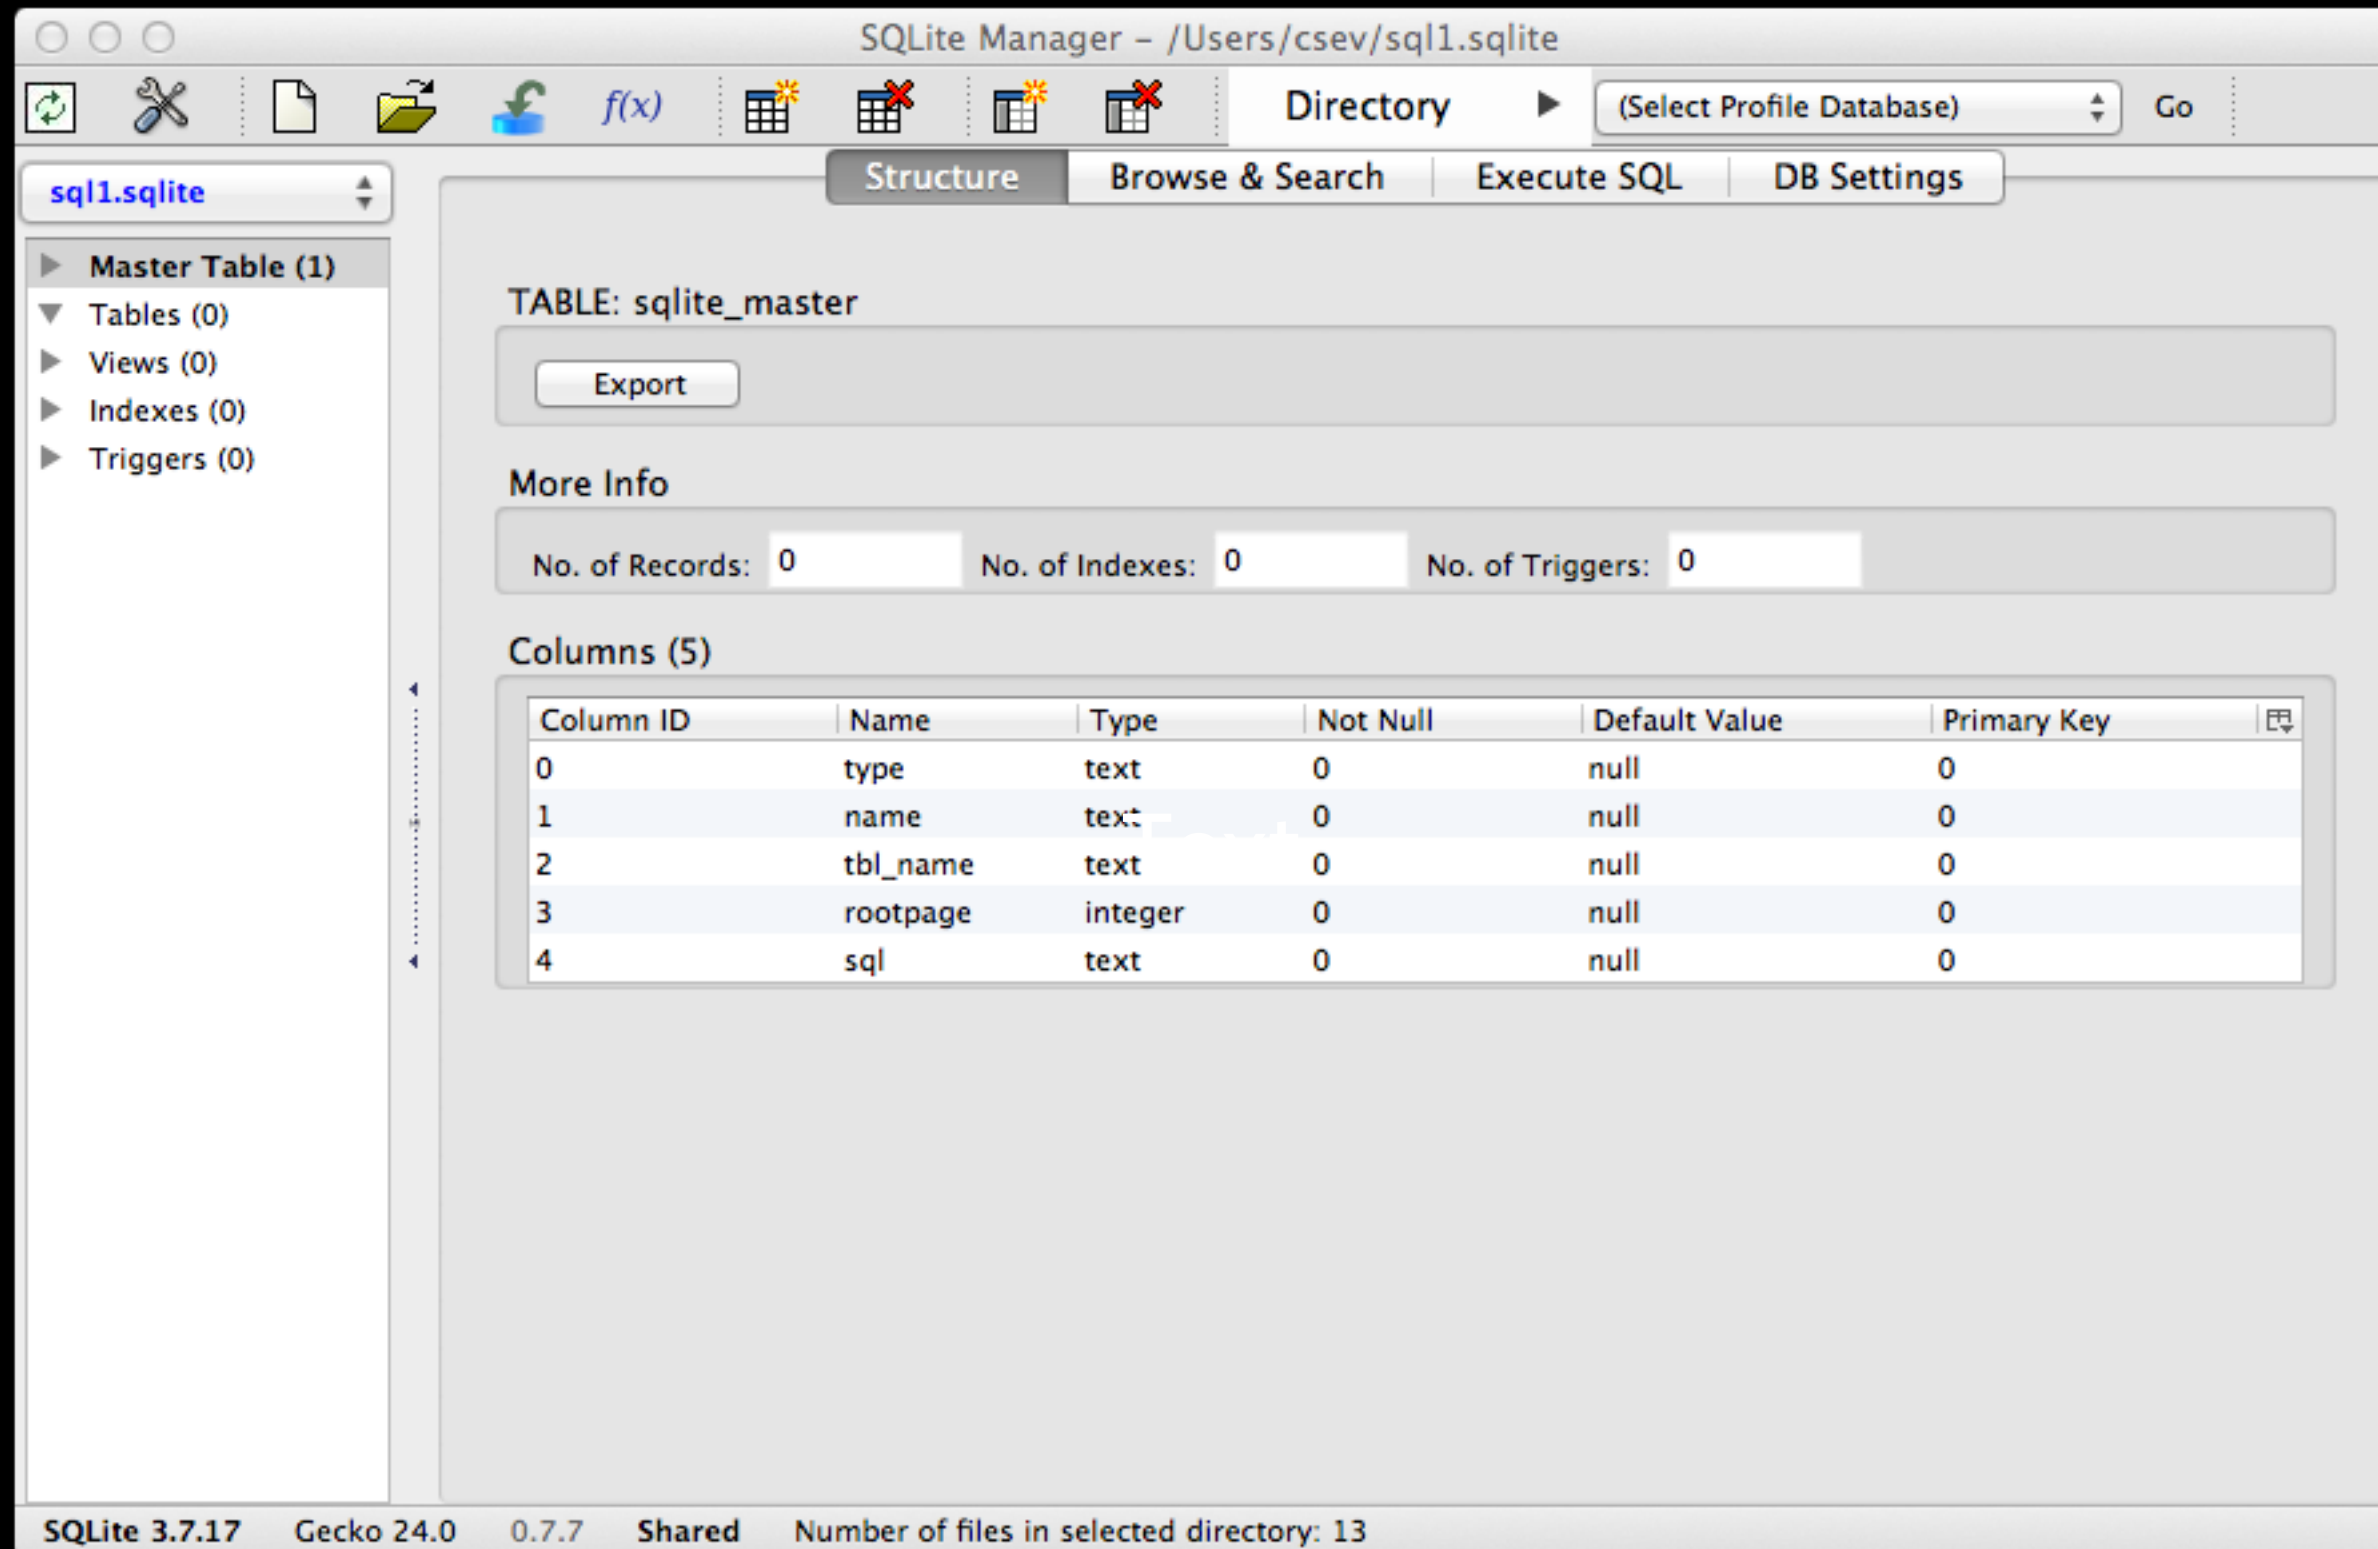 SQLite Manager – /Users/csev/sql1.sqlite
f(x) Directory (Select Profile Database) Go
sql1.sqlite
Structure Browse & Search Execute SQL DB Settings
Master Table (1)
Tables (0)
Views (0)
Indexes (0)
Triggers (0)
TABLE: sqlite_master
Export
More Info
No. of Records: 0 No. of Indexes: 0 No. of Triggers: 0
Columns (5)
Column ID Name Type Not Null Default Value Primary Key
0 type text 0 null 0
1 name text 0 null 0
2 tbl_name text 0 null 0
3 rootpage integer 0 null 0
4 sql text 0 null 0
SQLite 3.7.17 Gecko 24.0 0.7.7 Shared Number of files in selected directory: 13